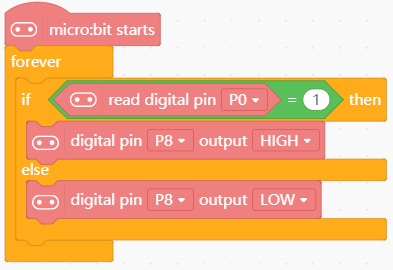 micro:bit starts
forever
if read digital pin P0 = 1 then
digital pin P8 output HIGH
else
digital pin P8 output LOW